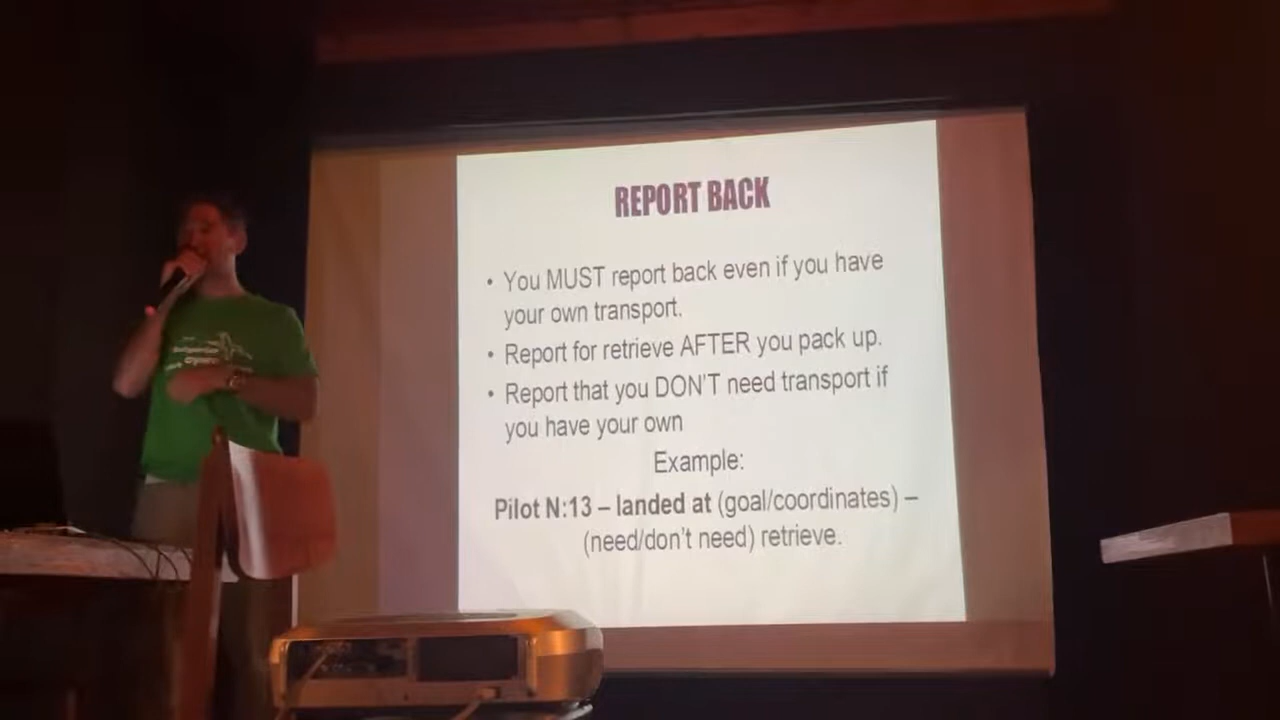 REPORT BACK
• You MUST report back even if you have
your own transport.
• Report for retrieve AFTER you pack up.
• Report that you DON'T need transport if
you have your own
Example:
Pilot N:13 – landed at (goal/coordinates) –
(need/don't need) retrieve.